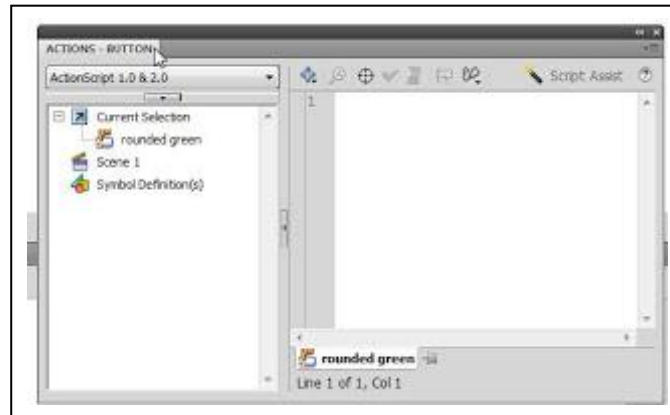 ACTIONS - BUTTON
ActionScript 1.0 & 2.0
Script Assist
1
Current Selection
rounded green
Scene 1
Symbol Definition(s)
rounded green
Line 1 of 1, Col 1